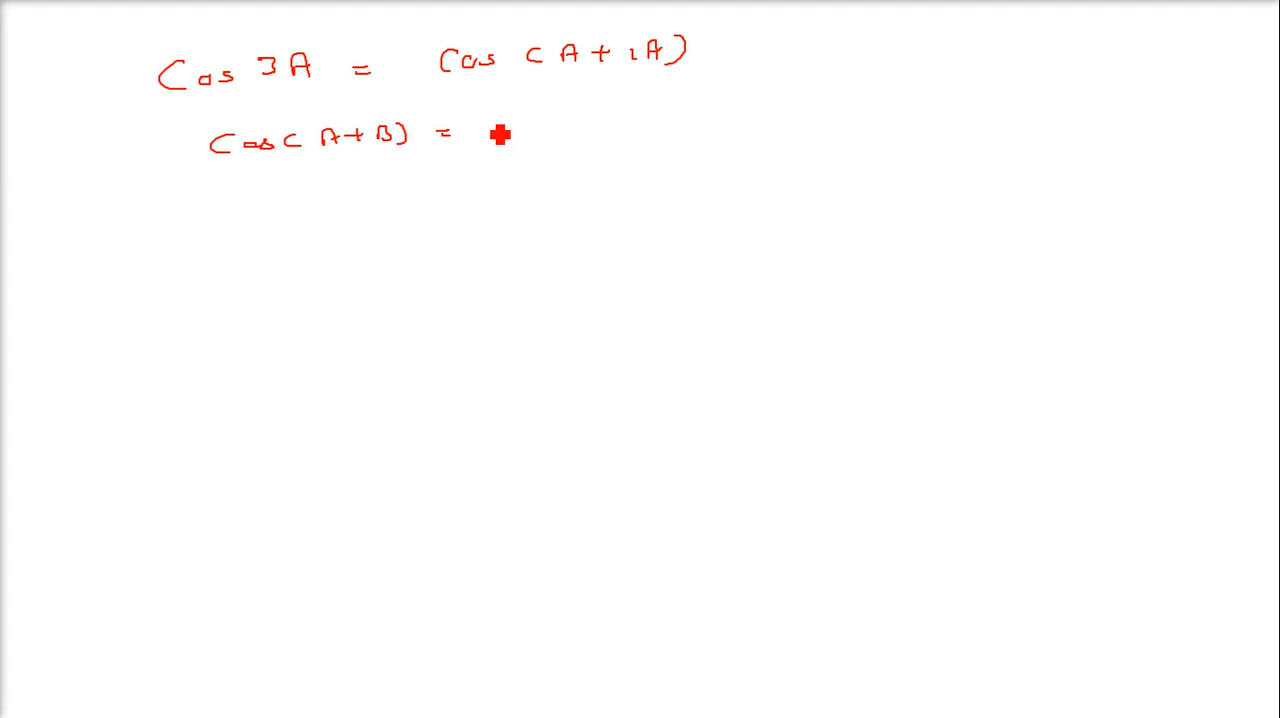 Cos 3A = Cos (A + 2A)
Cos(A+B) =